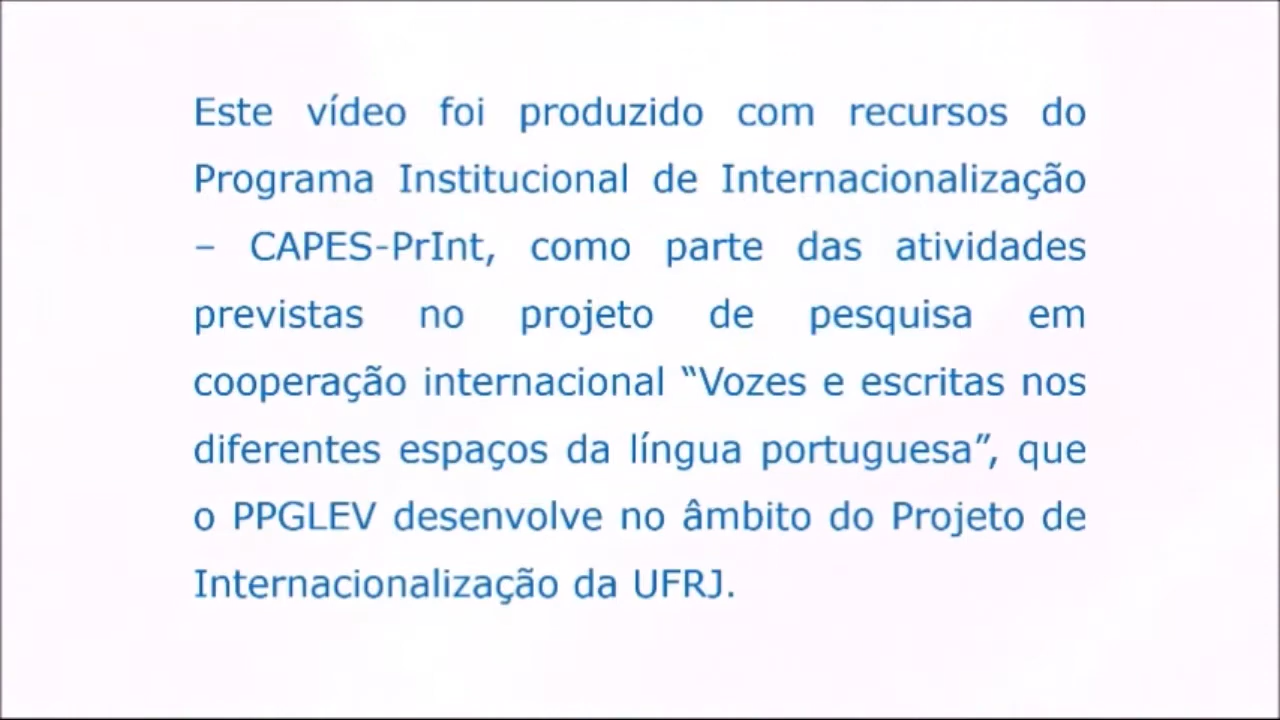 Este vídeo foi produzido com recursos do
Programa Institucional de Internacionalização
– CAPES-PrInt, como parte das atividades
previstas no projeto de pesquisa em
cooperação internacional “Vozes e escritas nos
diferentes espaços da língua portuguesa”, que
o PPGLEV desenvolve no âmbito do Projeto de
Internacionalização da UFRJ.